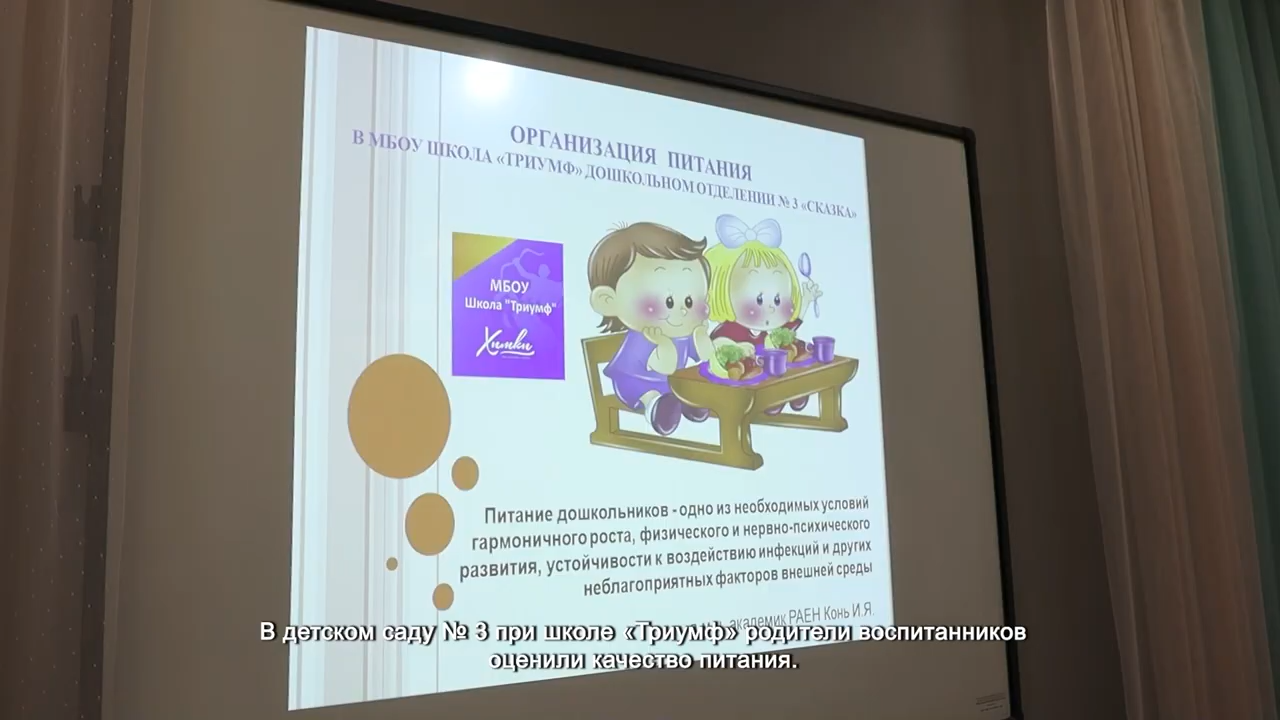 ОРГАНИЗАЦИЯ ПИТАНИЯ
В МБОУ ШКОЛА «ТРИУМФ» ДОШКОЛЬНОМ ОТДЕЛЕНИИ № 3 «СКАЗКА»
МБОУ
Школа "Триумф"
Химки
Питание дошкольников - одно из необходимых условий
гармоничного роста, физического и нервно-психического
развития, устойчивости к воздействию инфекций и других
неблагоприятных факторов внешней среды
академик РАЕН Конь И.Я.
В детском саду № 3 при школе «Триумф» родители воспитанников
оценили качество питания.